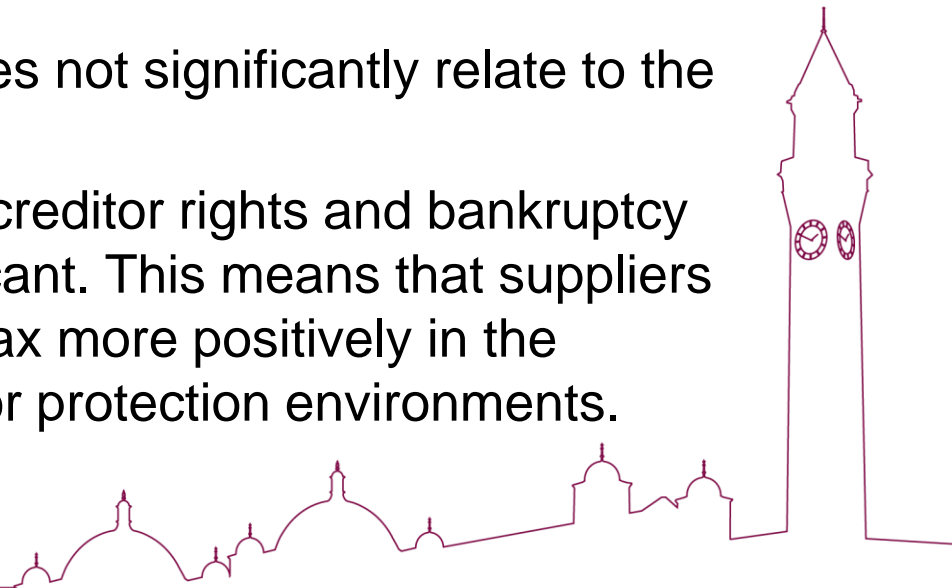 es not significantly relate to the
creditor rights and bankruptcy
cant. This means that suppliers
ax more positively in the
or protection environments.